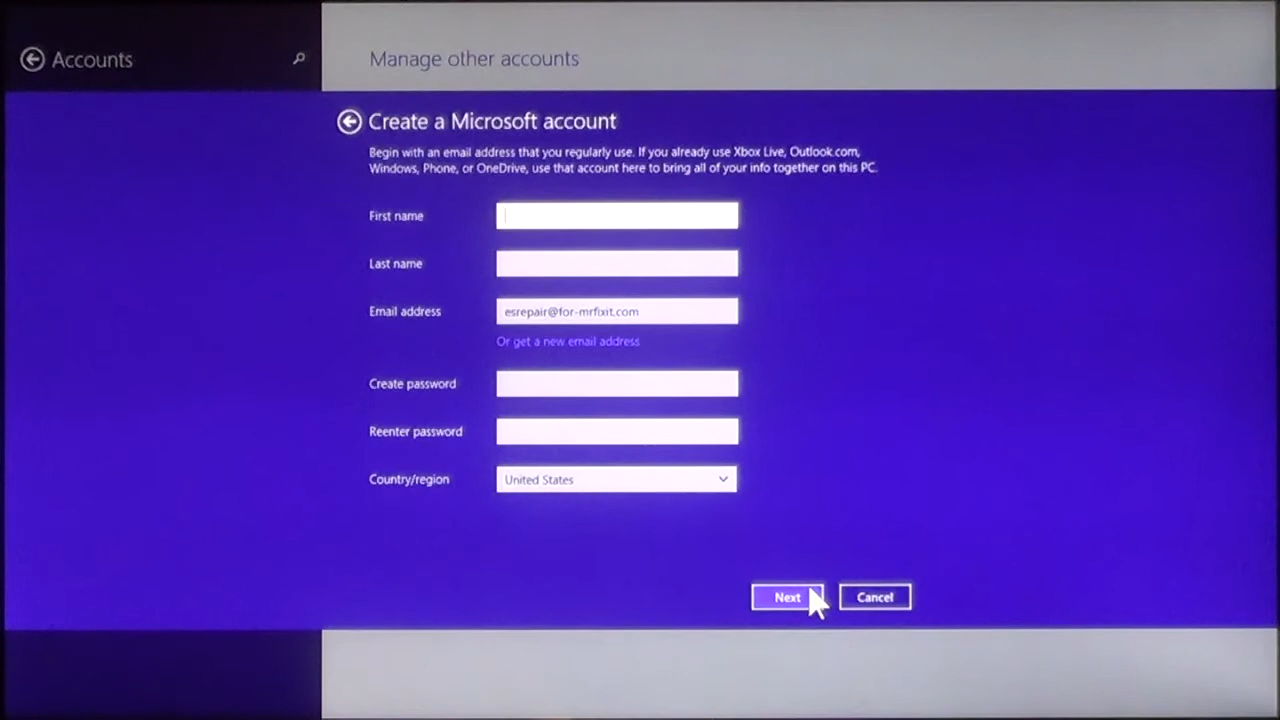 Accounts
Manage other accounts
Create a Microsoft account
Begin with an email address that you regularly use. If you already use Xbox Live, Outlook.com,
Windows, Phone, or OneDrive, use that account here to bring all of your info together on this PC.
First name
Last name
Email address
esrepair@for-mrfixit.com
Or get a new email address
Create password
Reenter password
Country/region
United States
Next
Cancel